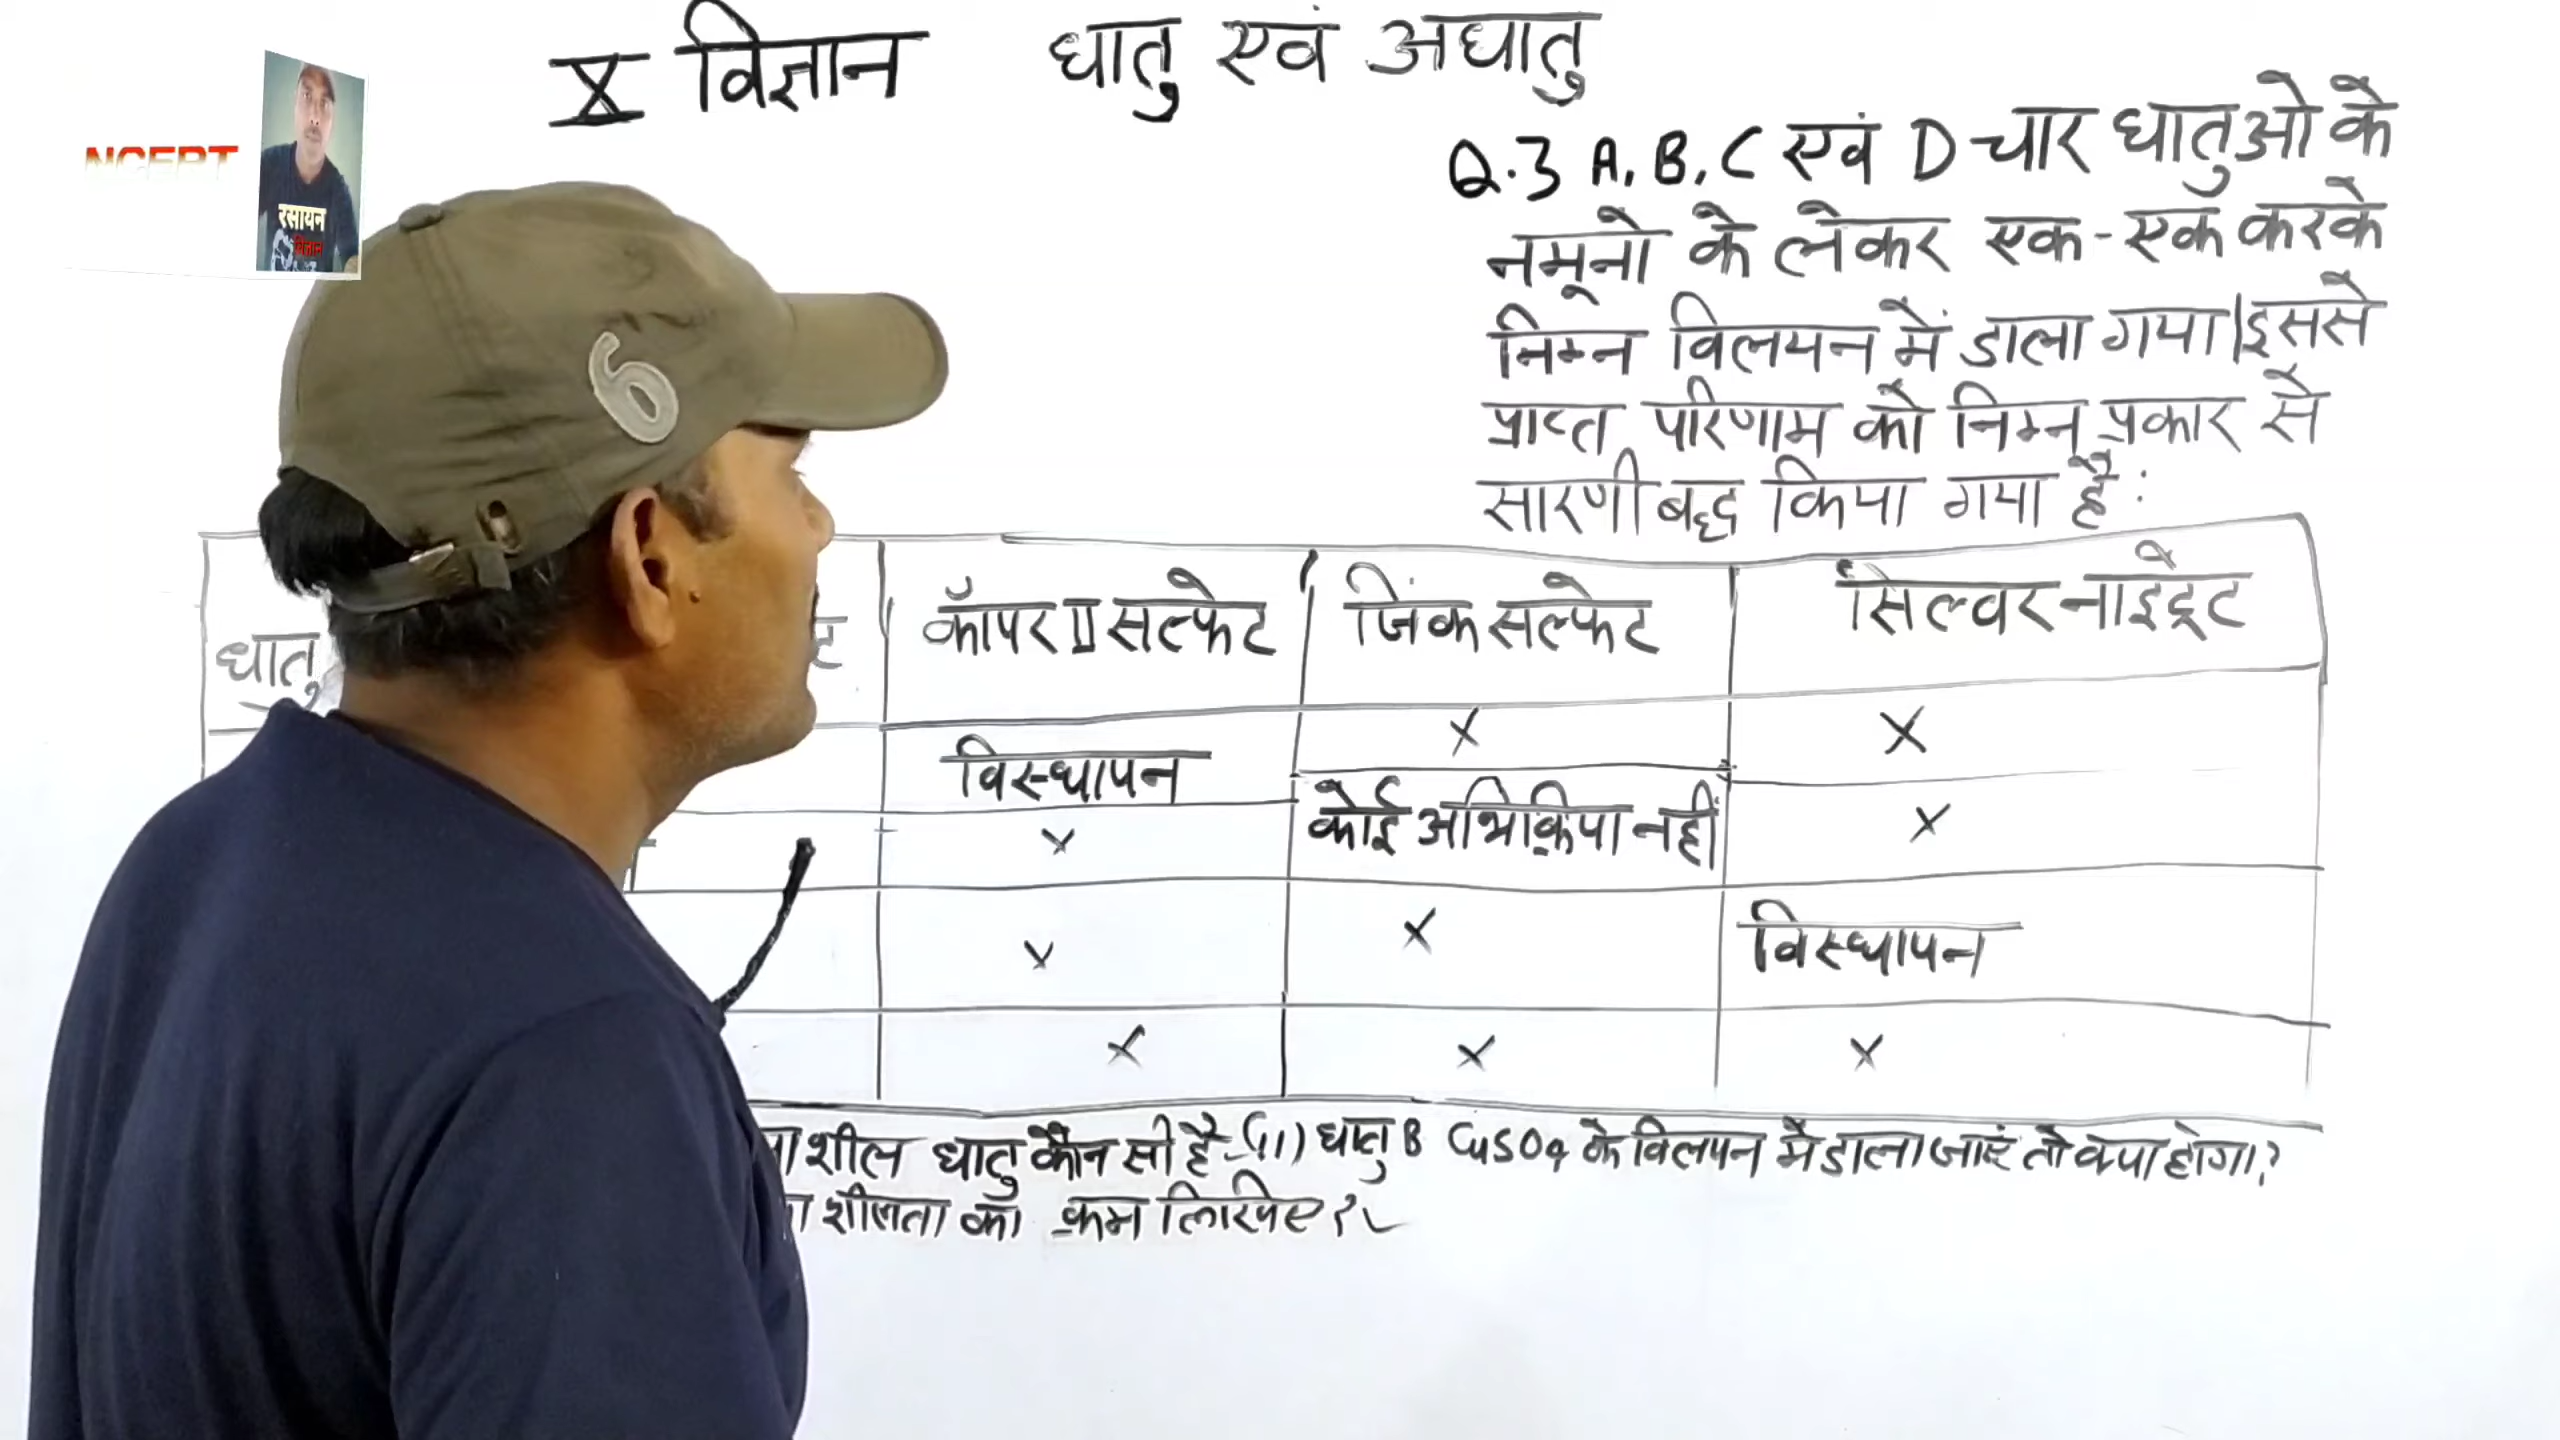 X विज्ञान धातु एवं अधातु
NCERT
रसायन
विज्ञान
6
Q.3 A, B, C एवं D चार धातुओ के
नमूनो के लेकर एक-एक करके
निम्न विलयन में डाला गया|इससे
प्राप्त परिणाम को निम्न प्रकार से
सारणी बद्ध किया गया है:
धातु कॉपर II सल्फेट जिंक सल्फेट सिल्वर नाइट्रेट
विस्थापन X X
X कोई अभिक्रिया नहीं X
X X विस्थापन
X X X
शील धातु कौन सी है (ii) धातु B CuSO4 के विलयन मे डाला जाएं तो क्या होगा?
शीलता का क्रम लिखिए?